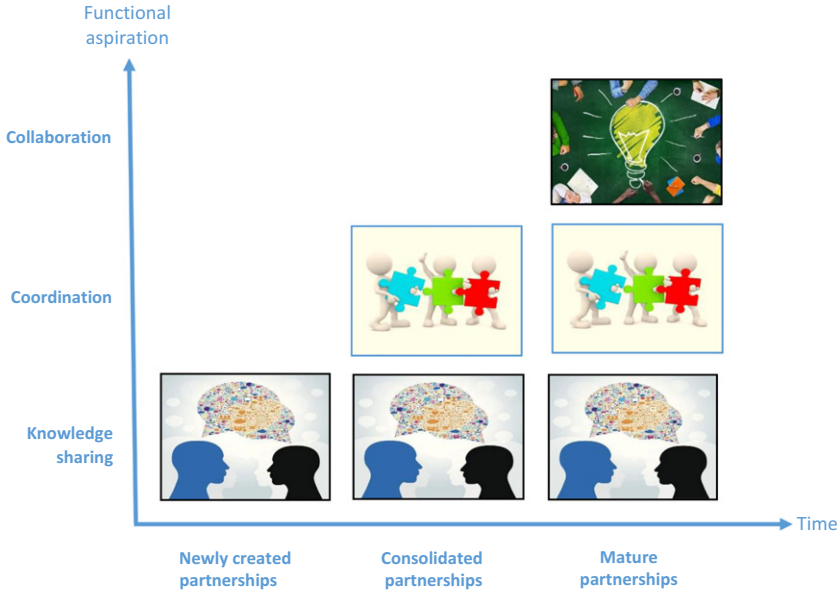 Functional
aspiration
Collaboration
Coordination
Knowledge
sharing
Time
Newly created
partnerships
Consolidated
partnerships
Mature
partnerships